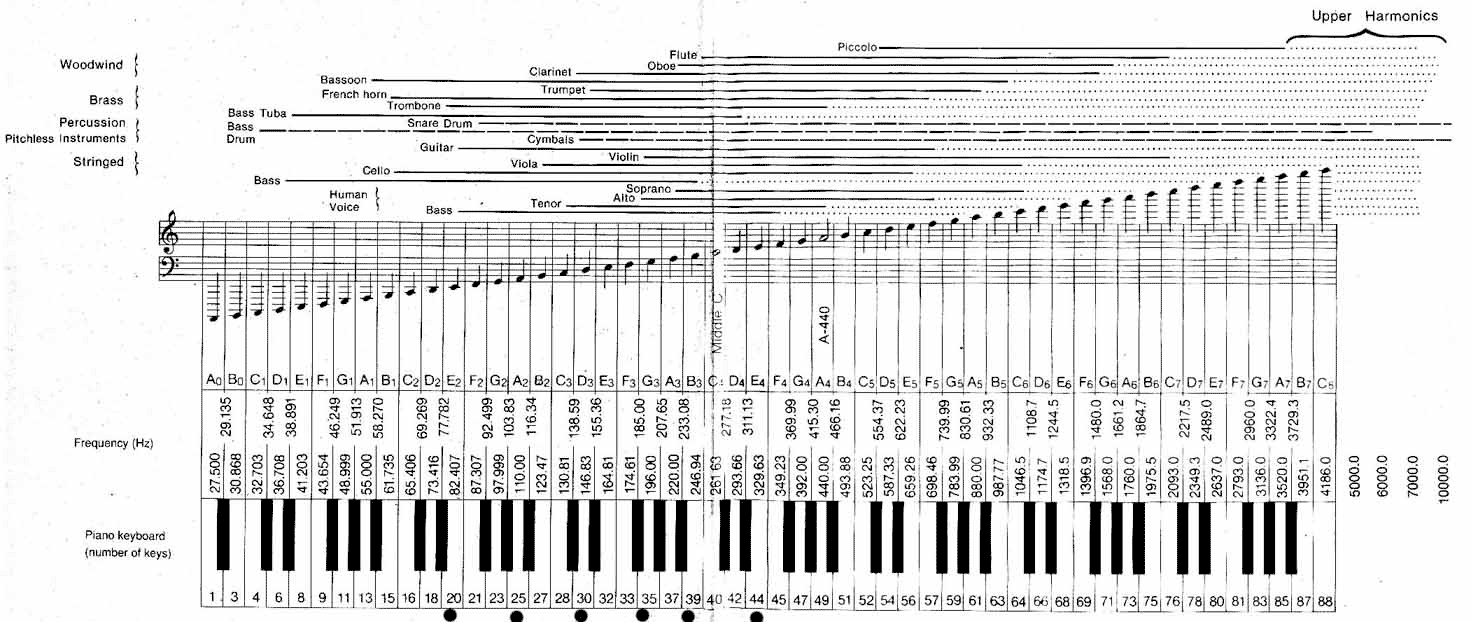 Upper Harmonics
Piccolo
Flute
Woodwind
Oboe
Clarinet
Bassoon
Trumpet
Brass
French horn
Trombone
Bass Tuba
Percussion
Snare Drum
Bass
Pitchless Instruments
Drum
Cymbals
Guitar
Stringed
Violin
Viola
Cello
Bass
Human
Voice
Soprano
Alto
Tenor
Bass
Middle C
A-440
A0 B0 C1 D1 E1 F1 G1 A1 B1 C2 D2 E2 F2 G2 A2 B2 C3 D3 E3 F3 G3 A3 B3 D4 E4 F4 G4 A4 B4 C5 D5 E5 F5 G5 A5 B5 C6 D6 E6 F6 G6 A6 B6 C7 D7 E7 F7 G7 A7 B7
29.135 34.648 38.891 46.249 51.913 58.270 69.269 77.782 92.499 103.83 116.34 138.59 155.36 185.00 207.65 233.08 277.18 311.13 369.99 415.30 466.16 554.37 622.23 739.99 830.61 932.33 1108.7 1244.5 1480.0 1661.2 1864.7 2217.5 2489.0 2960.0 3322.4 3729.3
Frequency (Hz)
27.500 30.868 32.703 36.708 41.203 43.654 48.999 55.000 61.735 65.406 73.416 82.407 87.307 97.999 110.00 123.47 130.81 146.83 164.81 174.61 196.00 220.00 246.94 261.63 293.66 329.63 349.23 392.00 440.00 493.88 523.25 587.33 659.26 698.46 783.99 880.00 987.77 1046.5 1174.7 1318.5 1396.9 1568.0 1760.0 1975.5 2093.0 2349.3 2637.0 2793.0 3136.0 3520.0 3951.1 4186.0 50000.0 60000.0 70000.0 100000.0
Piano keyboard
(number of keys)
1 3 4 6 8 9 11 13 15 16 18 20 21 23 25 27 28 30 32 33 35 37 39 40 42 44 45 47 49 51 52 54 56 57 59 61 63 64 66 68 69 71 73 75 76 78 80 81 83 85 87 88